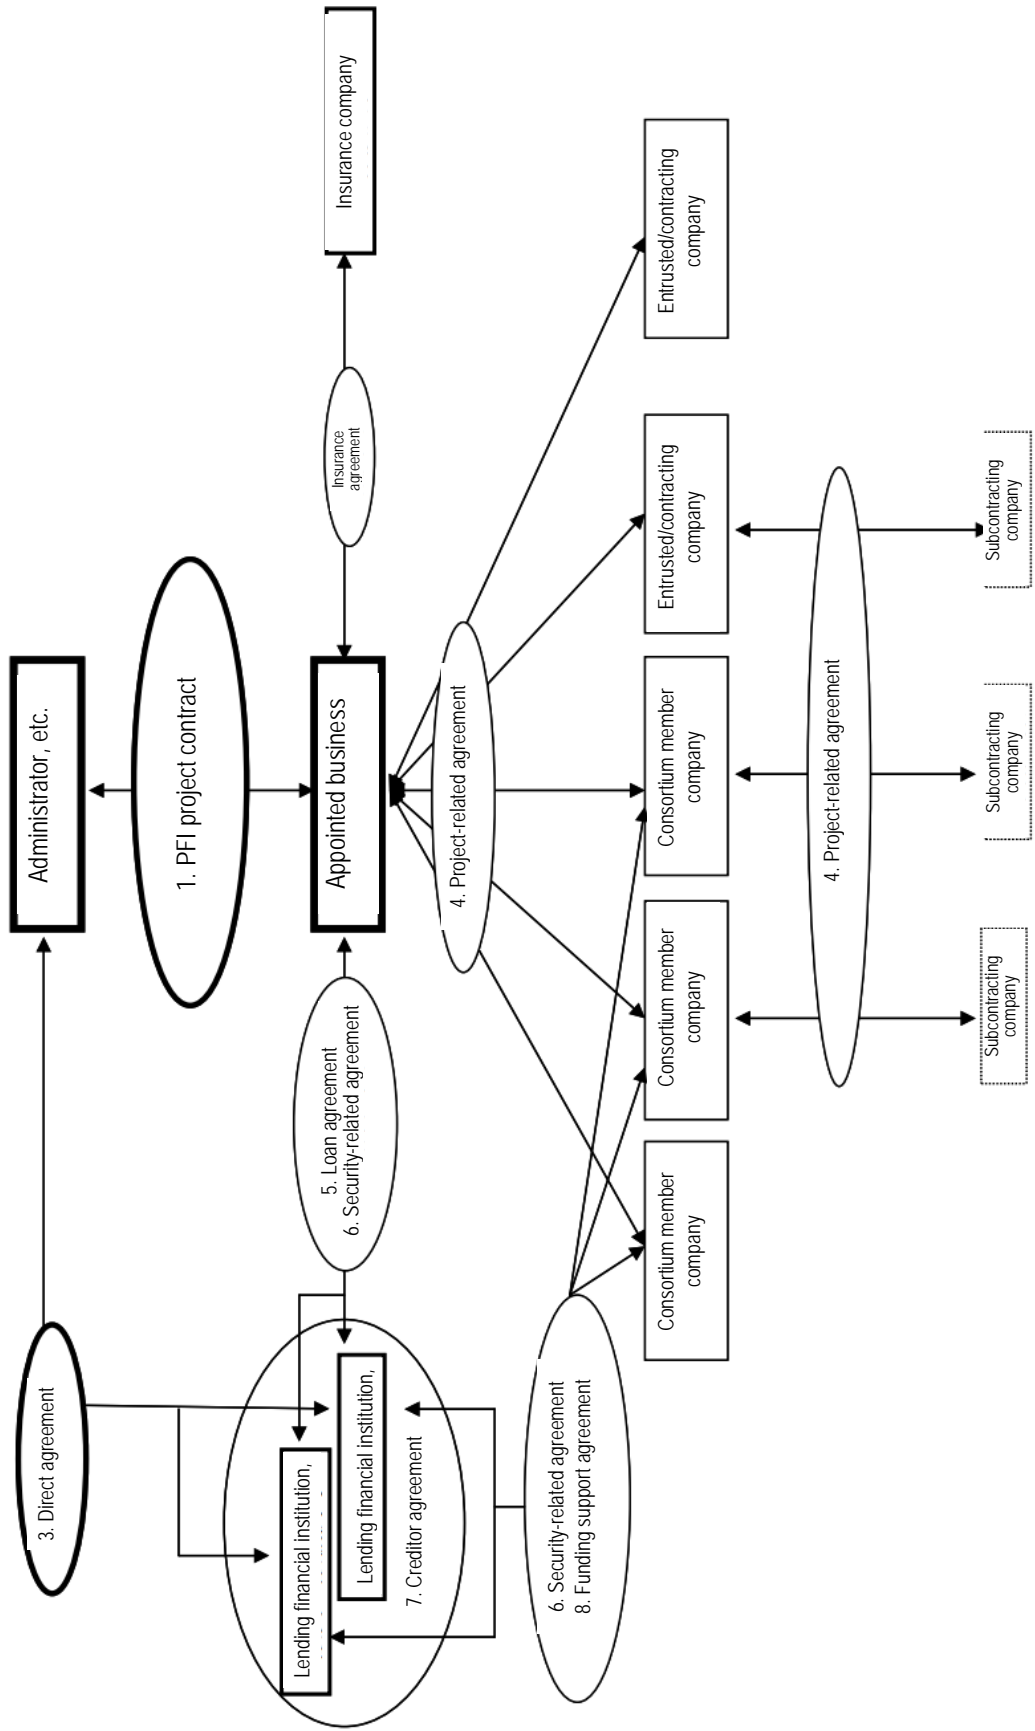 3. Direct agreement
Administrator, etc.
1. PFI project contract
Lending financial institution,
Lending financial institution,
7. Creditor agreement
5. Loan agreement
6. Security-related agreement
Appointed business
Insurance
agreement
Insurance company
4. Project-related agreement
6. Security-related agreement
8. Funding support agreement
Consortium member
company
Consortium member
company
Consortium member
company
Entrusted/contracting
company
Entrusted/contracting
company
4. Project-related agreement
Subcontracting
company
Subcontracting
company
Subcontracting
company